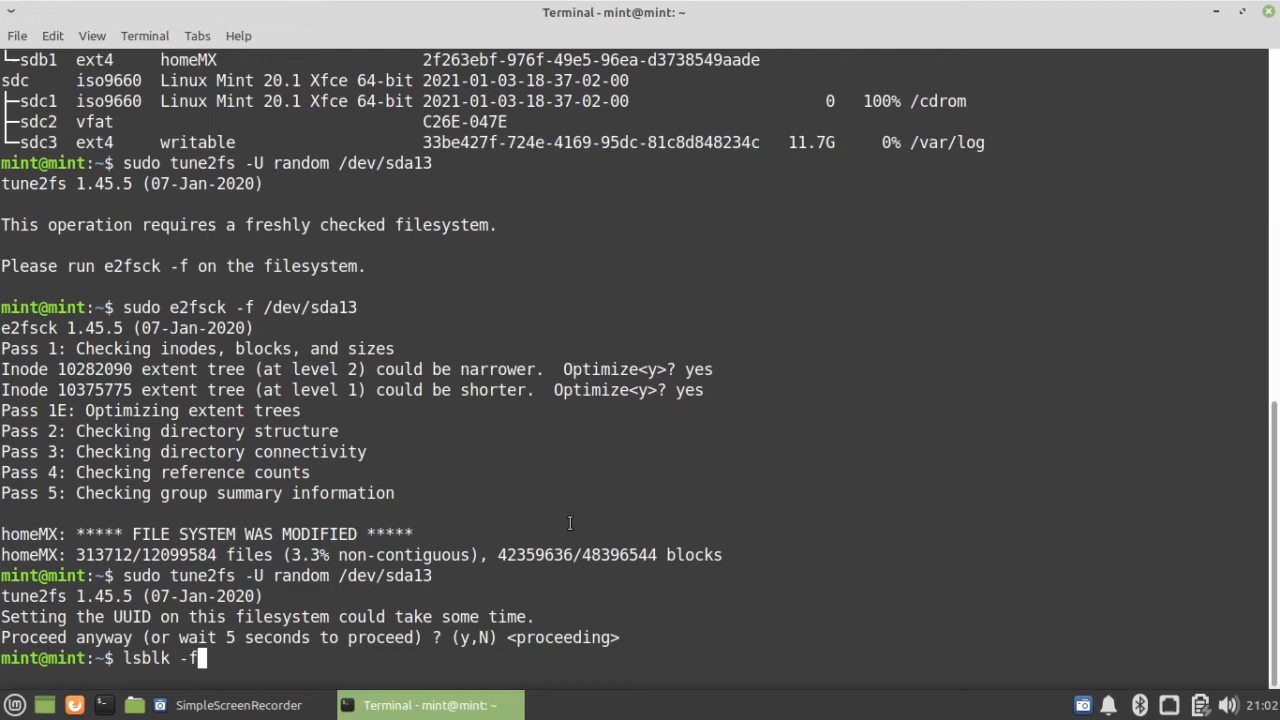 Terminal - mint@mint: ~
File Edit View Terminal Tabs Help
└─sdb1 ext4 homeMX 2f263ebf-976f-49e5-96ea-d3738549aade
sdc iso9660 Linux Mint 20.1 Xfce 64-bit 2021-01-03-18-37-02-00
├─sdc1 iso9660 Linux Mint 20.1 Xfce 64-bit 2021-01-03-18-37-02-00 0 100% /cdrom
├─sdc2 vfat C26E-047E
└─sdc3 ext4 writable 33be427f-724e-4169-95dc-81c8d848234c 11.7G 0% /var/log
mint@mint:~$ sudo tune2fs -U random /dev/sda13
tune2fs 1.45.5 (07-Jan-2020)
This operation requires a freshly checked filesystem.
Please run e2fsck -f on the filesystem.
mint@mint:~$ sudo e2fsck -f /dev/sda13
e2fsck 1.45.5 (07-Jan-2020)
Pass 1: Checking inodes, blocks, and sizes
Inode 10282090 extent tree (at level 2) could be narrower. Optimize<y>? yes
Inode 10375775 extent tree (at level 1) could be shorter. Optimize<y>? yes
Pass 1E: Optimizing extent trees
Pass 2: Checking directory structure
Pass 3: Checking directory connectivity
Pass 4: Checking reference counts
Pass 5: Checking group summary information
homeMX: ***** FILE SYSTEM WAS MODIFIED *****
homeMX: 313712/12099584 files (3.3% non-contiguous), 42359636/48396544 blocks
mint@mint:~$ sudo tune2fs -U random /dev/sda13
tune2fs 1.45.5 (07-Jan-2020)
Setting the UUID on this filesystem could take some time.
Proceed anyway (or wait 5 seconds to proceed) ? (y,N) <proceeding>
mint@mint:~$ lsblk -f
SimpleScreenRecorder Terminal - mint@mint: ~ 21:02